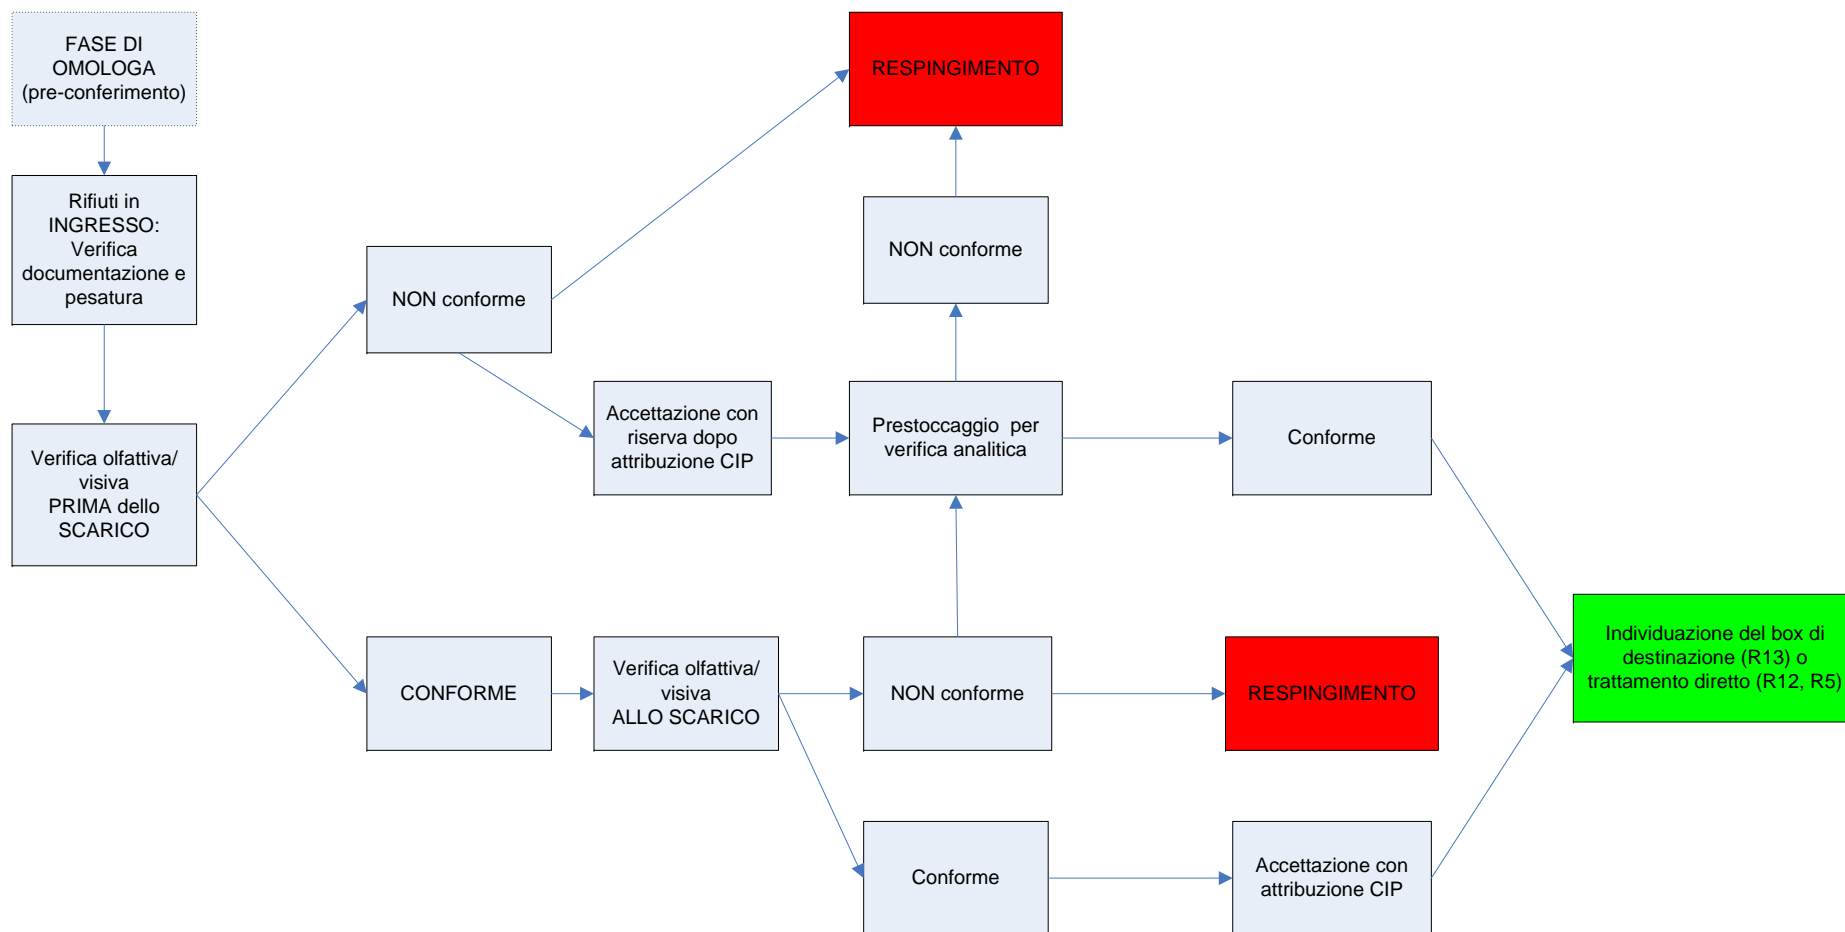 FASE DI
OMOLOGA
(pre-conferimento)
Rifiuti in
INGRESSO:
Verifica
documentazione e
pesatura
Verifica olfattiva/
visiva
PRIMA dello
SCARICO
NON conforme
CONFORME
Accettazione con
riserva dopo
attribuzione CIP
Verifica olfattiva/
visiva
ALLO SCARICO
RESPINGIMENTO
NON conforme
Prestoccaggio  per
verifica analitica
NON conforme
Conforme
Conforme
RESPINGIMENTO
Accettazione con
attribuzione CIP
Individuazione del box di
destinazione (R13) o
trattamento diretto (R12, R5)